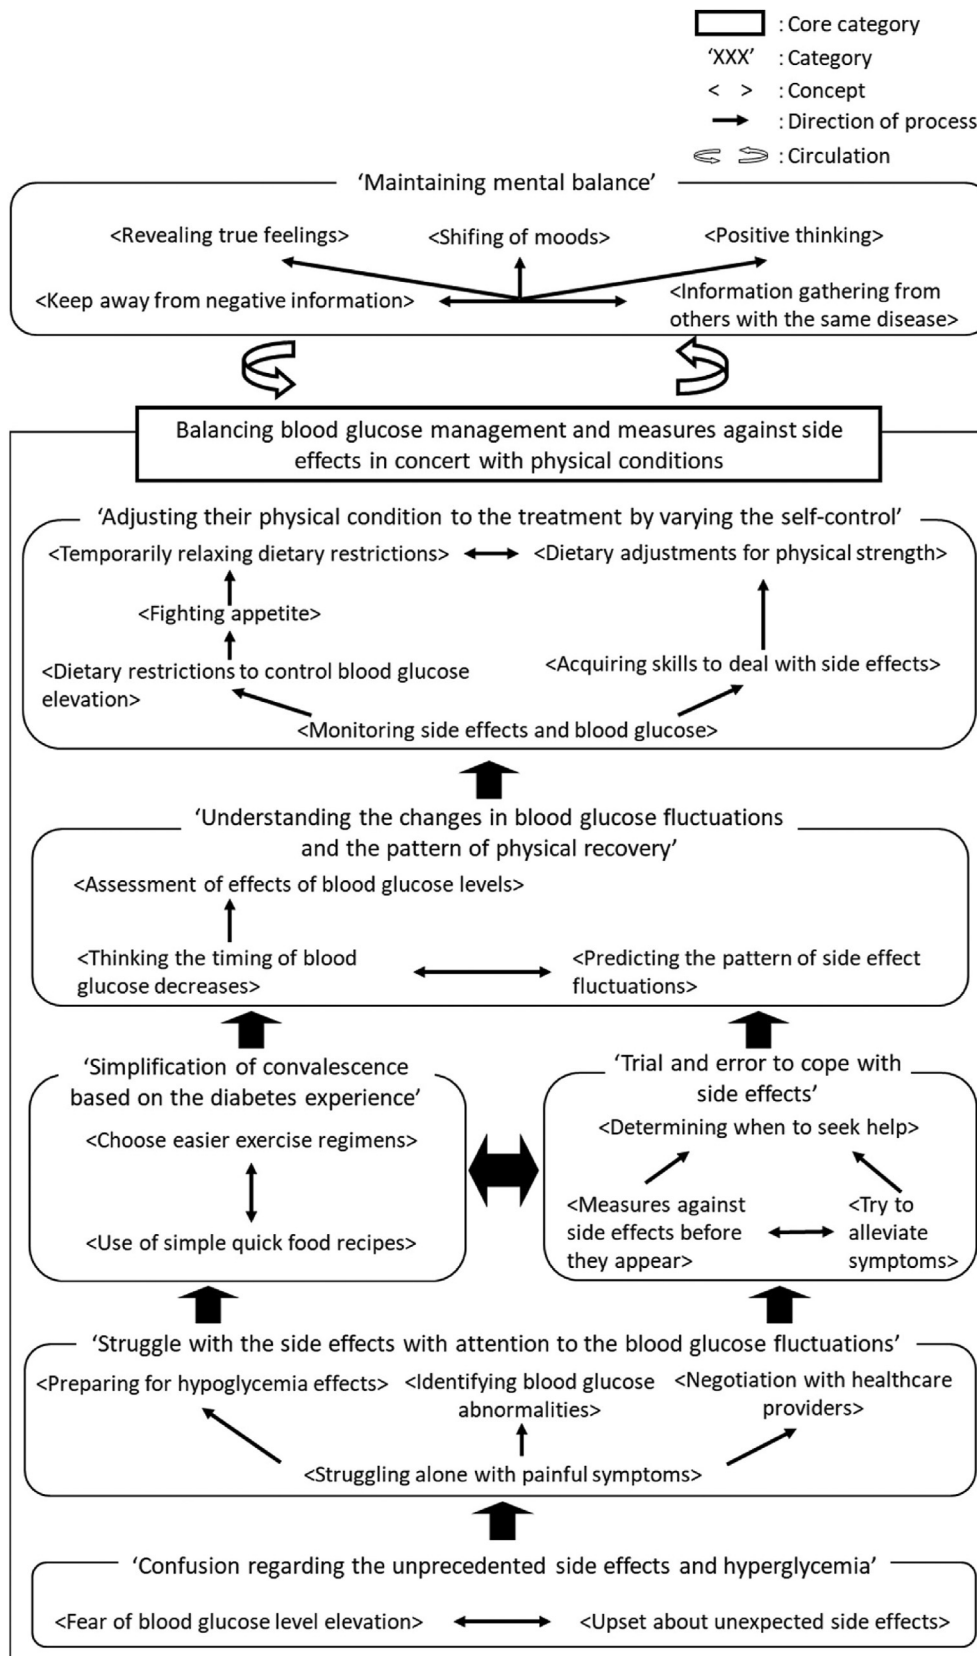 : Core category
‘XXX’ : Category
< > : Concept
: Direction of process
: Circulation
‘Maintaining mental balance’
<Revealing true feelings>
<Shifing of moods>
<Positive thinking>
<Keep away from negative information>
<Information gathering from
others with the same disease>
Balancing blood glucose management and measures against side
effects in concert with physical conditions
‘Adjusting their physical condition to the treatment by varying the self-control’
<Temporarily relaxing dietary restrictions>
<Dietary adjustments for physical strength>
<Fighting appetite>
<Dietary restrictions to control blood glucose
elevation>
<Acquiring skills to deal with side effects>
<Monitoring side effects and blood glucose>
‘Understanding the changes in blood glucose fluctuations
and the pattern of physical recovery’
<Assessment of effects of blood glucose levels>
<Thinking the timing of blood
glucose decreases>
<Predicting the pattern of side effect
fluctuations>
‘Simplification of convalescence
based on the diabetes experience’
<Choose easier exercise regimens>
<Use of simple quick food recipes>
‘Trial and error to cope with
side effects’
<Determining when to seek help>
<Measures against
side effects before
they appear>
<Try to
alleviate
symptoms>
‘Struggle with the side effects with attention to the blood glucose fluctuations’
<Preparing for hypoglycemia effects>
<Identifying blood glucose
abnormalities>
<Negotiation with healthcare
providers>
<Struggling alone with painful symptoms>
‘Confusion regarding the unprecedented side effects and hyperglycemia’
<Fear of blood glucose level elevation>
<Upset about unexpected side effects>